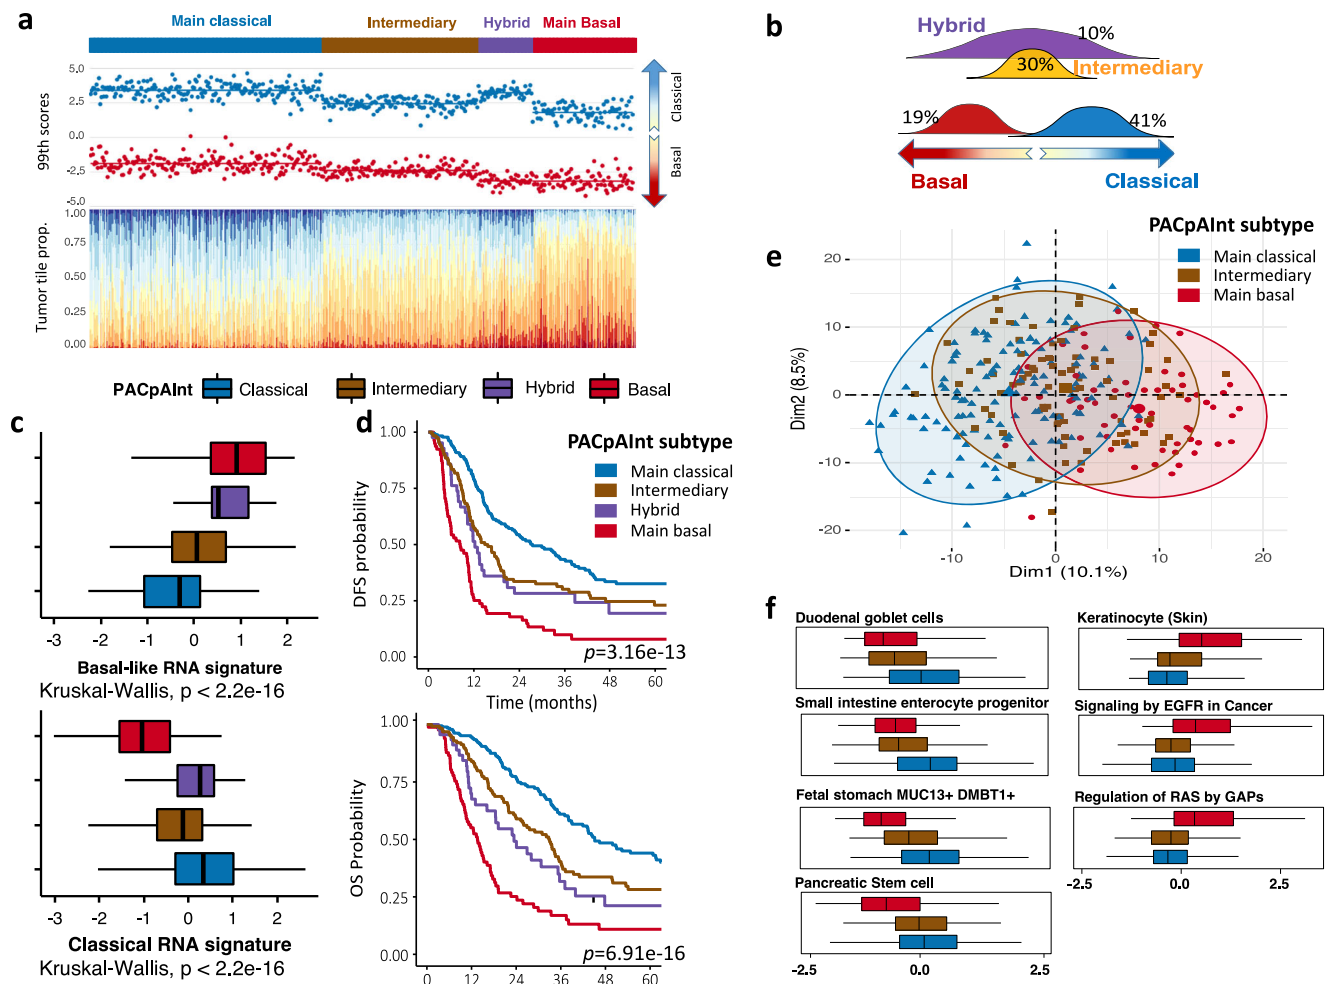 a
Main classical
Intermediary
Hybrid
Main Basal
99th scores
5.0
2.5
0.0
-2.5
-5.0
Classical
Basal
Tumor tile prop.
1.00
0.75
0.50
0.25
0.00
PACpAInt
Classical
Intermediary
Hybrid
Basal
b
Hybrid
10%
30%
Intermediary
19%
41%
Basal
Classical
c
-3 -2 -1 0 1 2
Basal-like RNA signature
Kruskal-Wallis, p < 2.2e-16
-3 -2 -1 0 1 2
Classical RNA signature
Kruskal-Wallis, p < 2.2e-16
d
PACpAInt subtype
Main classical
Intermediary
Hybrid
Main basal
DFS probability
1.00
0.75
0.50
0.25
0.00
p=3.16e-13
0 12 24 36 48 60
Time (months)
OS Probability
1.00
0.75
0.50
0.25
0.00
p=6.91e-16
0 12 24 36 48 60
e
PACpAInt subtype
Main classical
Intermediary
Main basal
Dim2 (8.5%)
20
10
0
-10
-20
-10 0 10 20
Dim1 (10.1%)
f
Duodenal goblet cells
Small intestine enterocyte progenitor
Fetal stomach MUC13+ DMBT1+
Pancreatic Stem cell
-2.5 0.0 2.5
Keratinocyte (Skin)
Signaling by EGFR in Cancer
Regulation of RAS by GAPs
-2.5 0.0 2.5